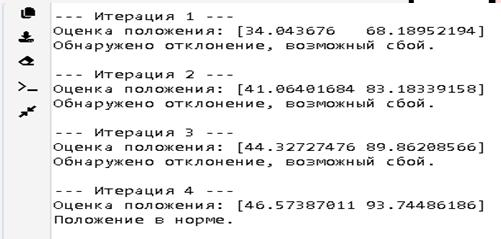 --- Итерация 1 ---
Оценка положения: [34.043676   68.18952194]
Обнаружено отклонение, возможный сбой.
--- Итерация 2 ---
Оценка положения: [41.06401684 83.18339158]
Обнаружено отклонение, возможный сбой.
--- Итерация 3 ---
Оценка положения: [44.32727476 89.86208566]
Обнаружено отклонение, возможный сбой.
--- Итерация 4 ---
Оценка положения: [46.57387011 93.74486186]
Положение в норме.